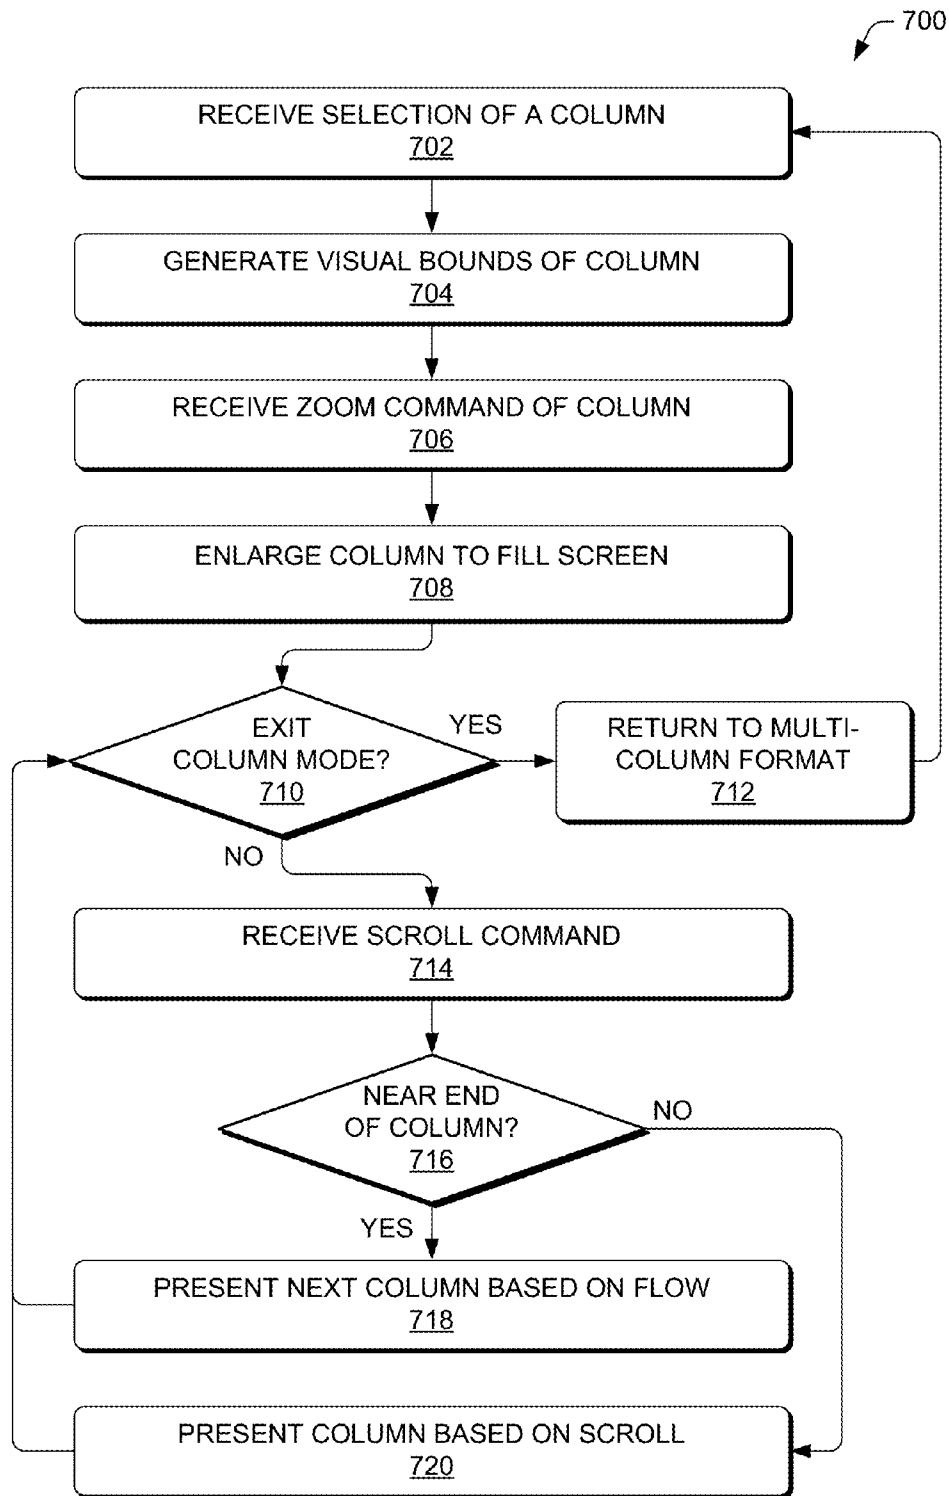 700
RECEIVE SELECTION OF A COLUMN
702
GENERATE VISUAL BOUNDS OF COLUMN
704
RECEIVE ZOOM COMMAND OF COLUMN
706
ENLARGE COLUMN TO FILL SCREEN
708
EXIT
COLUMN MODE?
710
YES
RETURN TO MULTI-
COLUMN FORMAT
712
NO
RECEIVE SCROLL COMMAND
714
NEAR END
OF COLUMN?
716
NO
YES
PRESENT NEXT COLUMN BASED ON FLOW
718
PRESENT COLUMN BASED ON SCROLL
720